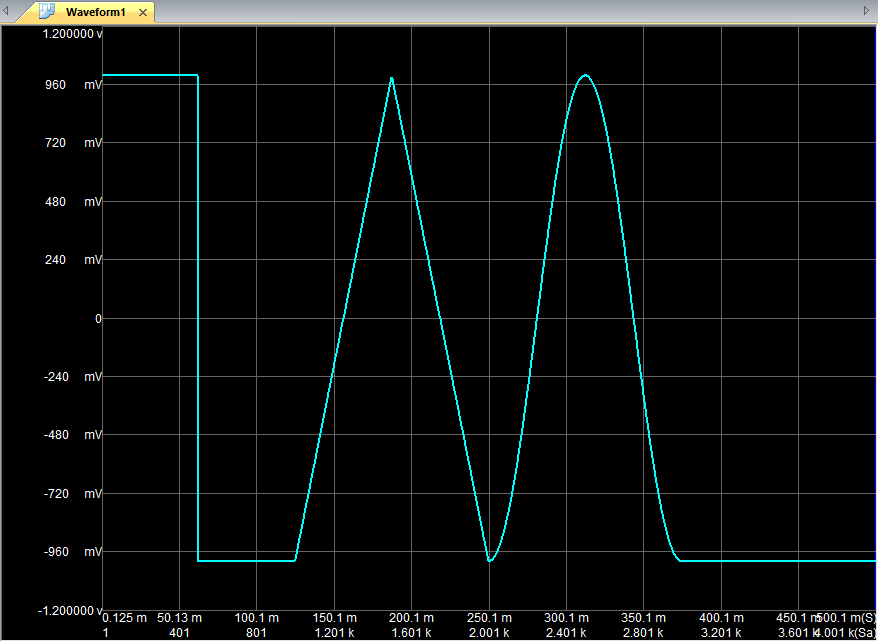 Waveform1
1.200000 v
960 mV
720 mV
480 mV
240 mV
0
-240 mV
-480 mV
-720 mV
-960 mV
-1.200000 v
0.125 m 50.13 m 100.1 m 150.1 m 200.1 m 250.1 m 300.1 m 350.1 m 400.1 m 450.1 m 500.1 m(S)
1 401 801 1.201 k 1.601 k 2.001 k 2.401 k 2.801 k 3.201 k 3.601 k 4.001 k(Sa)